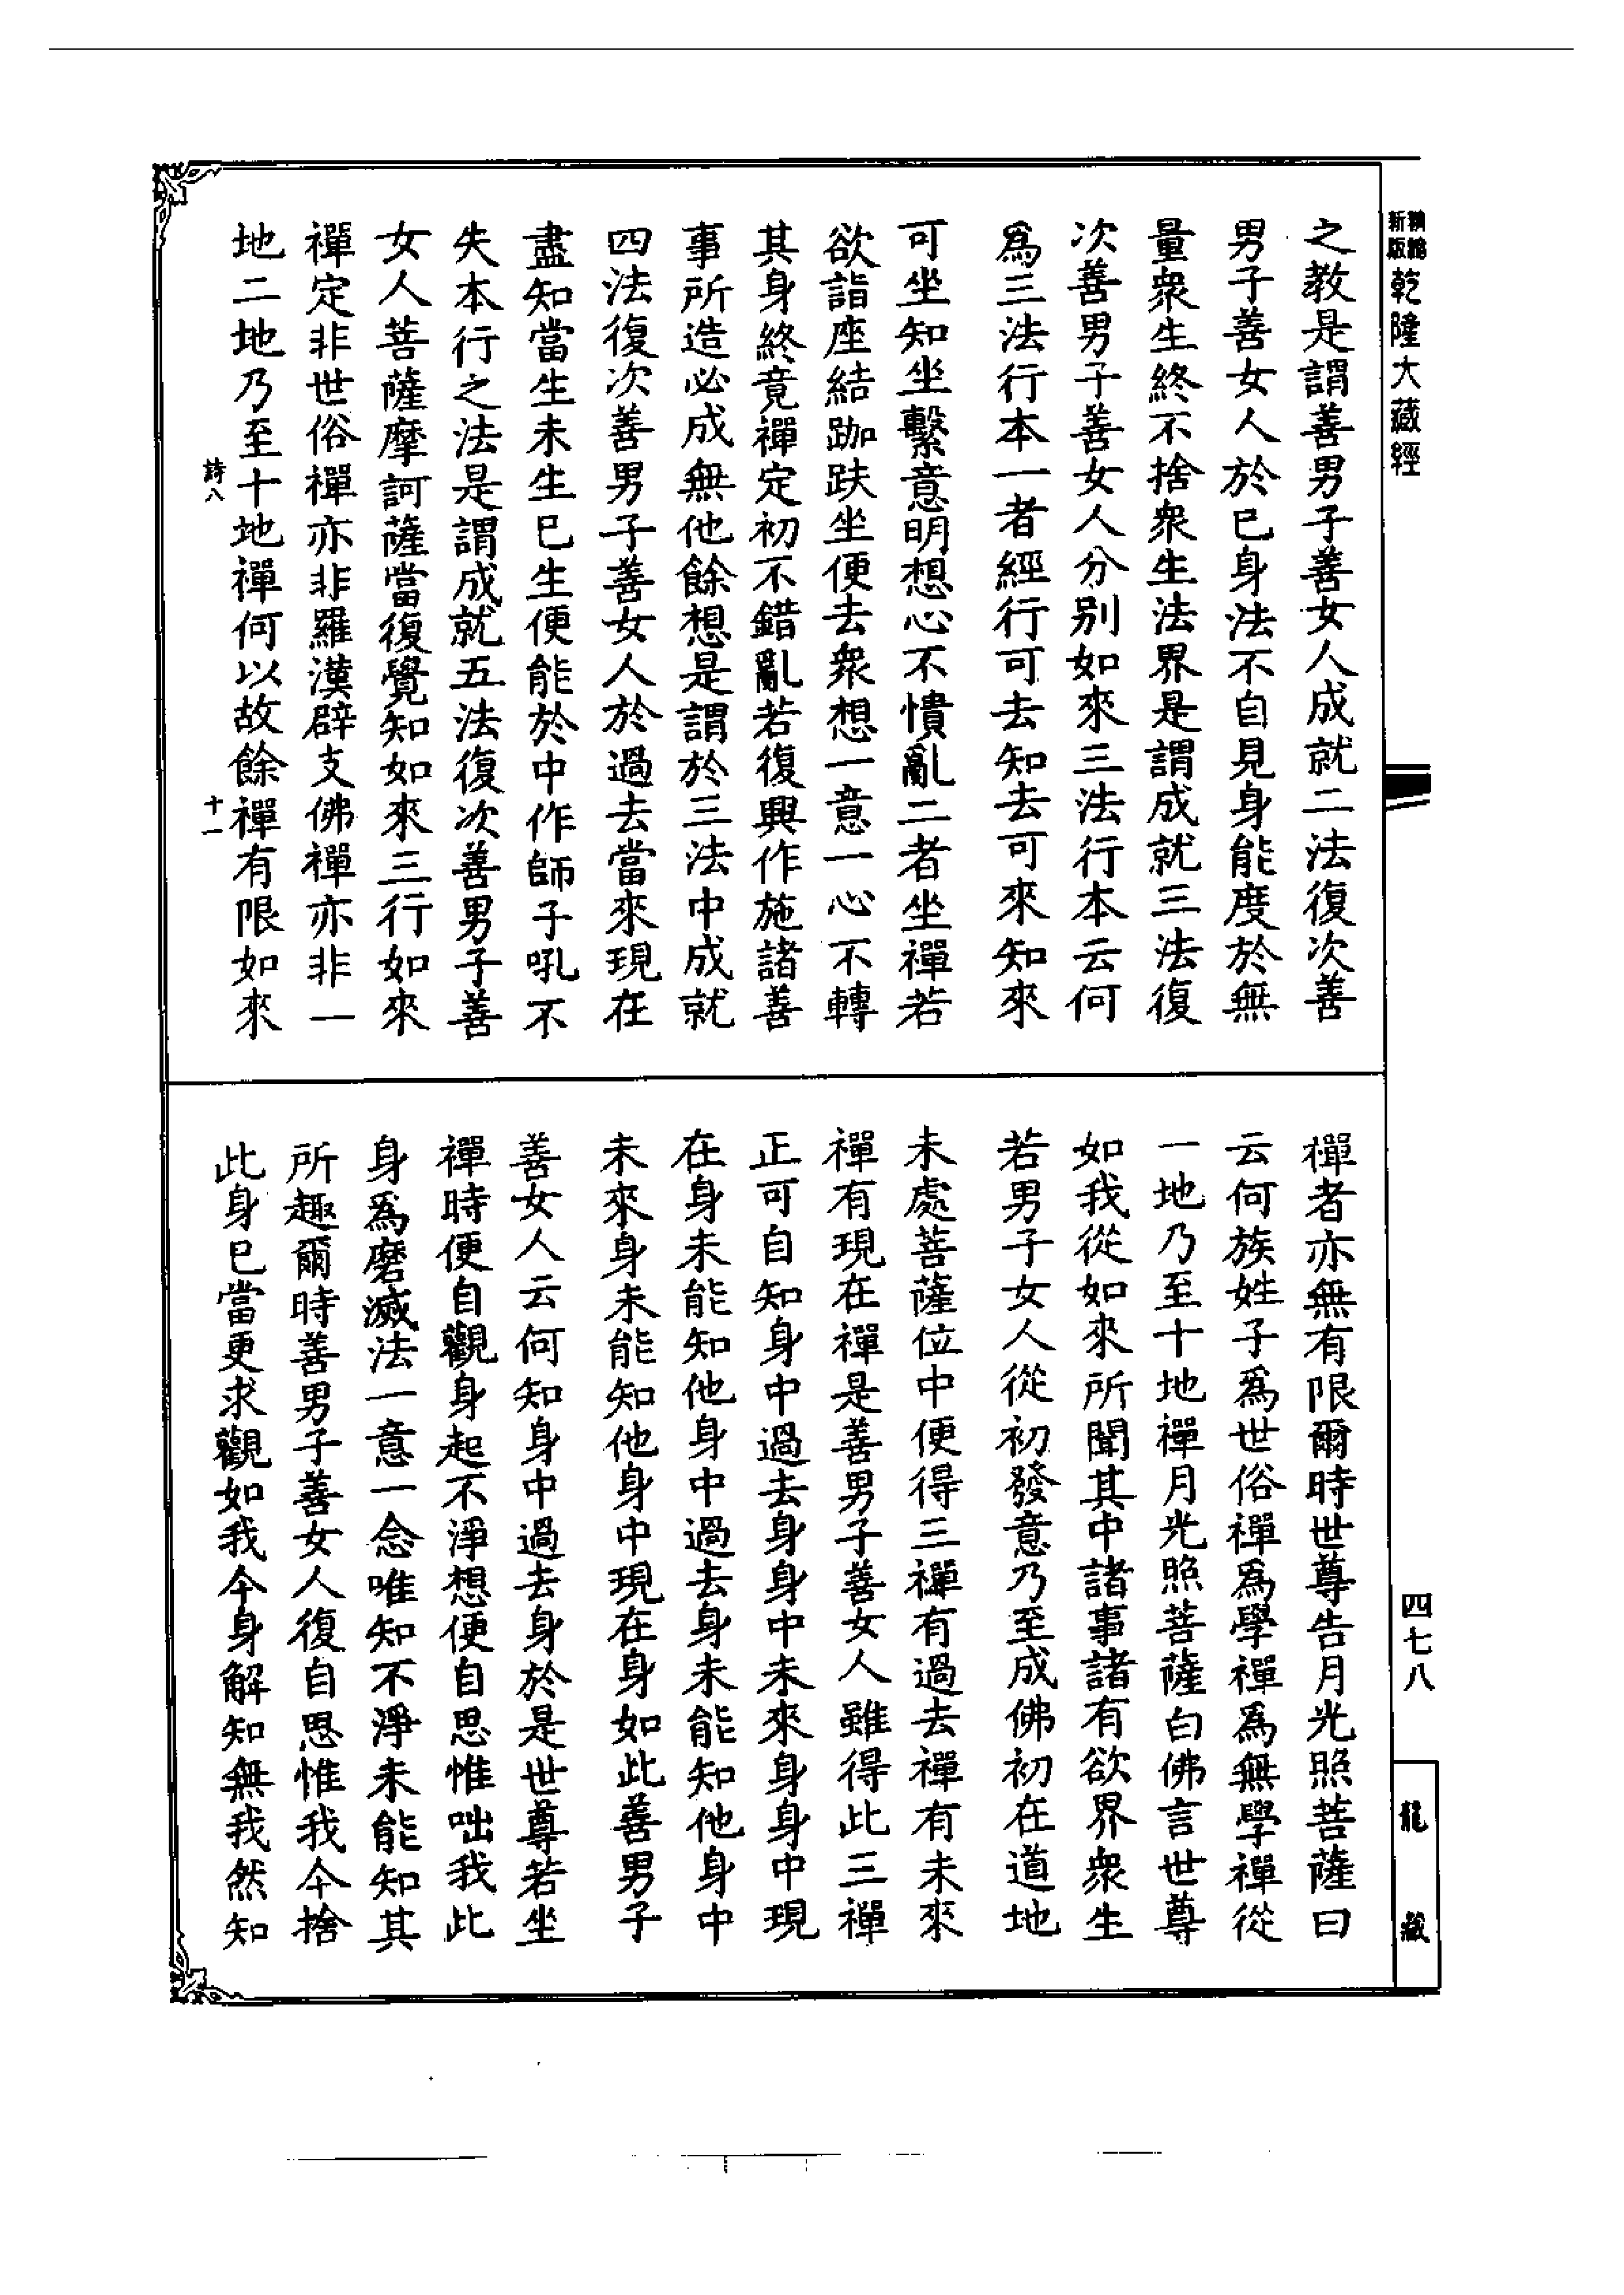 精縮新版乾隆大藏經
之教是謂善男子善女人成就二法復次善
男子善女人於已身法不自見身能度於無
量衆生終不捨衆生法界是謂成就三法復
次善男子善女人分别如來三法行本云何
爲三法行本一者經行可去知去可來知來
可坐知坐繫意明想心不憒亂二者坐禪若
欲詣座結跏趺坐便去衆想一意一心不轉
其身終竟禪定初不錯亂若復興作施諸善
事所造必成無他餘想是謂於三法中成就
四法復次善男子善女人於過去當來現在
盡知當生未生已生便能於中作師子吼不
失本行之法是謂成就五法復次善男子善
女人菩薩摩訶薩當復覺知如來三行如來
禪定非世俗禪亦非羅漢辟支佛禪亦非一
地二地乃至十地禪何以故餘禪有限如來
詩八 十一
禪者亦無有限爾時世尊告月光照菩薩曰
云何族姓子爲世俗禪爲學禪爲無學禪從
一地乃至十地禪月光照菩薩白佛言世尊
如我從如來所聞其中諸事諸有欲界衆生
若男子女人從初發意乃至成佛初在道地
未處菩薩位中便得三禪有過去禪有未來
禪有現在禪是善男子善女人雖得此三禪
正可自知身中過去身身中未來身身中現
在身未能知他身中過去身未能知他身中
未來身未能知他身中現在身如此善男子
善女人云何知身中過去身於是世尊若坐
禪時便自觀身起不淨想便自思惟咄我此
身爲磨滅法一意一念唯知不淨未能知其
所趣爾時善男子善女人復自思惟我今捨
此身已當更求觀如我今身解知無我然知
四七八
龍藏